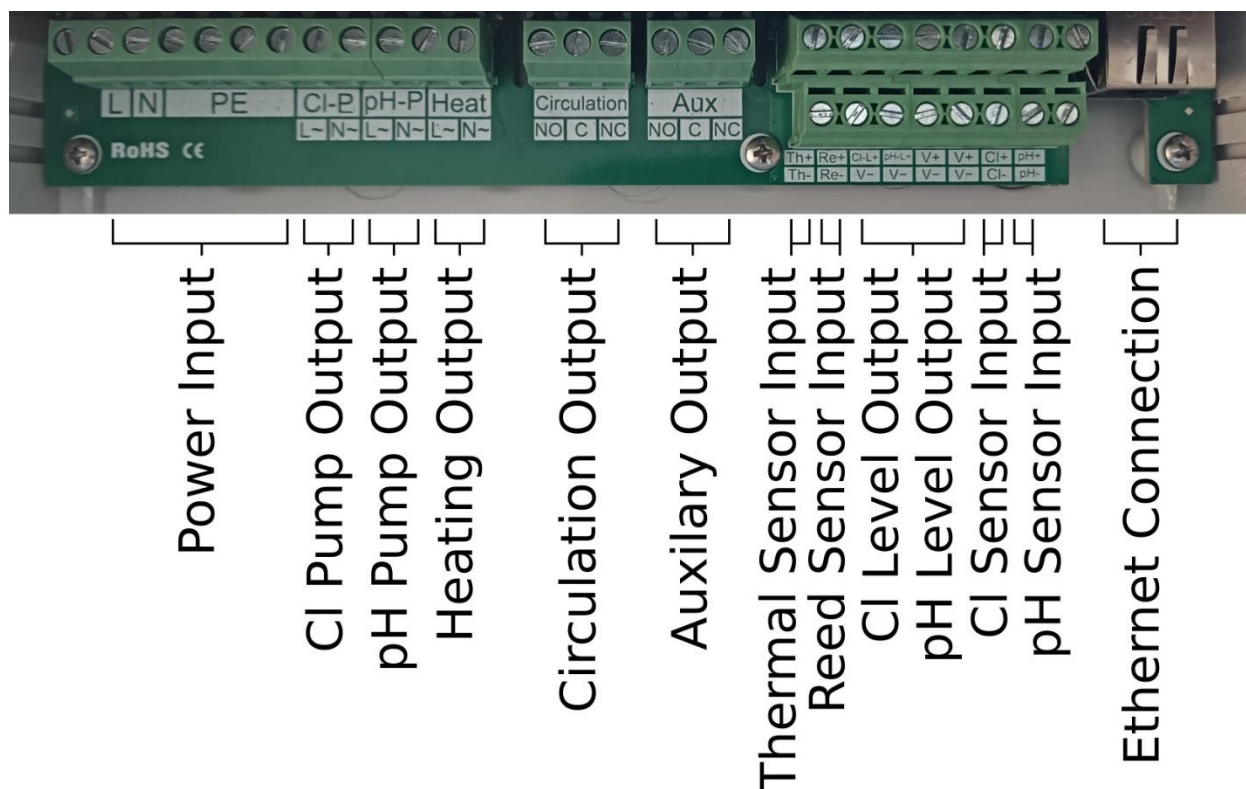 L N PE Cl-P pH-P Heat Circulation Aux
L~ N~ L~ N~ L~ N~ NO C NC NO C NC
RoHS CE
Th+ Re+ Cl-L+ pH-L+ V+ V+ Cl+ pH+
Th- Re- V- V- V- V- Cl- pH-
Power Input
Cl Pump Output
pH Pump Output
Heating Output
Circulation Output
Auxilary Output
Thermal Sensor Input
Reed Sensor Input
Cl Level Output
pH Level Output
Cl Sensor Input
pH Sensor Input
Ethernet Connection